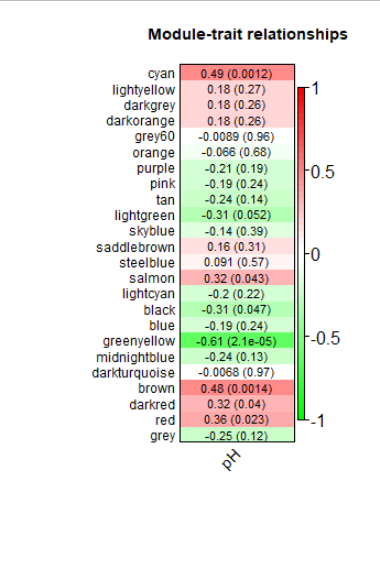 Module-trait relationships
cyan 0.49 (0.0012)
lightyellow 0.18 (0.27)
darkgrey 0.18 (0.26)
darkorange 0.18 (0.26)
grey60 -0.0089 (0.96)
orange -0.066 (0.68)
purple -0.21 (0.19)
pink -0.19 (0.24)
tan -0.24 (0.14)
lightgreen -0.31 (0.052)
skyblue -0.14 (0.39)
saddlebrown 0.16 (0.31)
steelblue 0.091 (0.57)
salmon 0.32 (0.043)
lightcyan -0.2 (0.22)
black -0.31 (0.047)
blue -0.19 (0.24)
greenyellow -0.61 (2.1e-05)
midnightblue -0.24 (0.13)
darkturquoise -0.0068 (0.97)
brown 0.48 (0.0014)
darkred 0.32 (0.04)
red 0.36 (0.023)
grey -0.25 (0.12)
pH
1
0.5
0
-0.5
-1